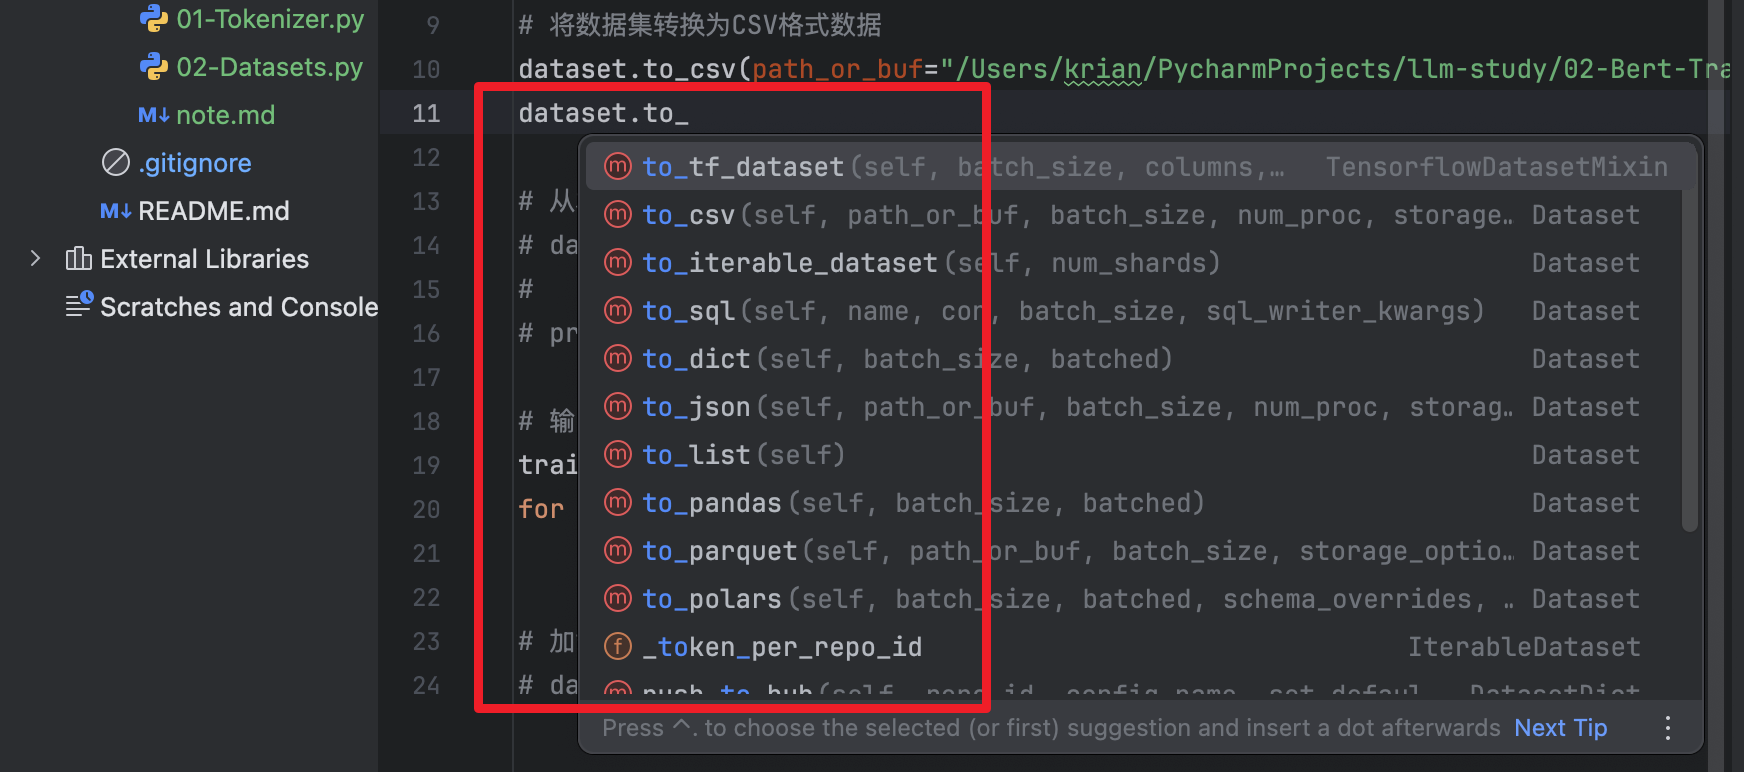 01-Tokenizer.py
02-Datasets.py
M↓ note.md
.gitignore
M↓ README.md
External Libraries
Scratches and Console
9 # 将数据集转换为CSV格式数据
10 dataset.to_csv(path_or_buf="/Users/krian/PycharmProjects/llm-study/02-Bert-Tra
11 dataset.to_
12
13 # 从
14 # da
15 #
16 # pr
17
18 # 输
19 trai
20 for
21
22
23 # 加
24 # da
m to_tf_dataset(self, batch_size, columns,… TensorflowDatasetMixin
m to_csv(self, path_or_buf, batch_size, num_proc, storage… Dataset
m to_iterable_dataset(self, num_shards) Dataset
m to_sql(self, name, con, batch_size, sql_writer_kwargs) Dataset
m to_dict(self, batch_size, batched) Dataset
m to_json(self, path_or_buf, batch_size, num_proc, storag… Dataset
m to_list(self) Dataset
m to_pandas(self, batch_size, batched) Dataset
m to_parquet(self, path_or_buf, batch_size, storage_optio… Dataset
m to_polars(self, batch_size, batched, schema_overrides, … Dataset
f _token_per_repo_id IterableDataset
m push_to_hub(self, repo_id, config_name, set_defaul… DatasetDict
Press ^. to choose the selected (or first) suggestion and insert a dot afterwards Next Tip